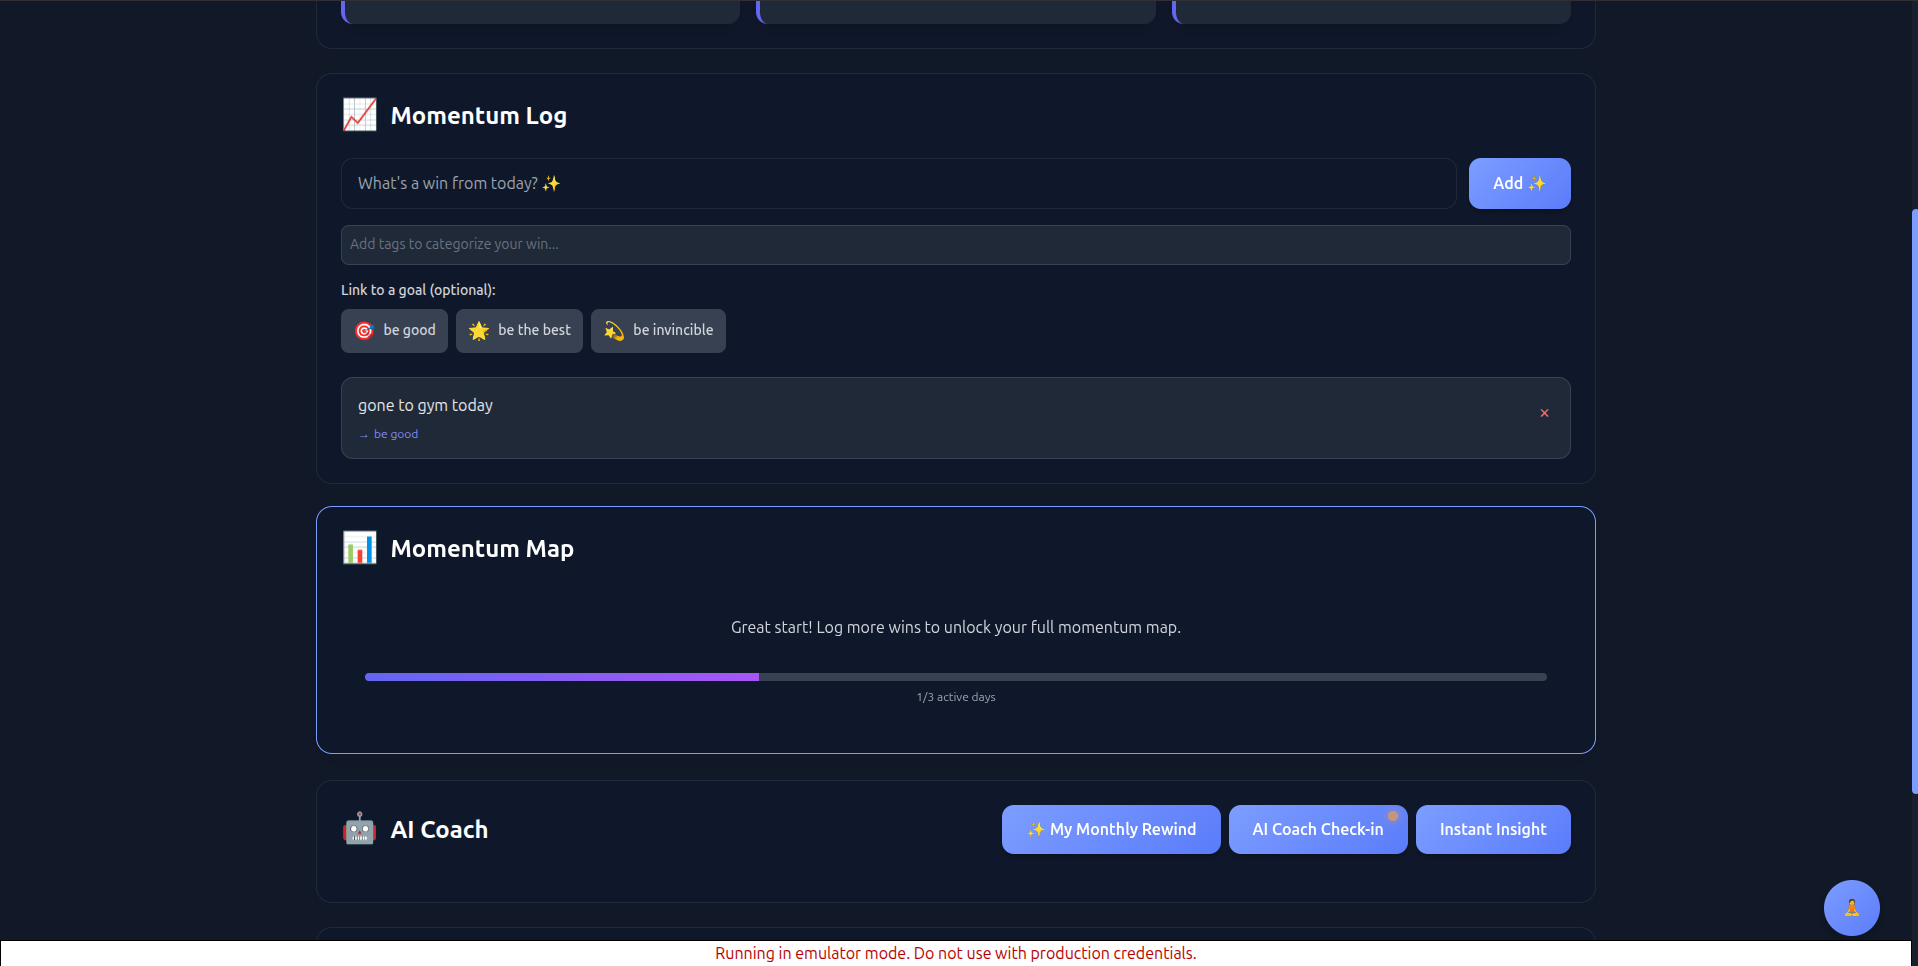 Momentum Log
What's a win from today? ✨
Add ✨
Add tags to categorize your win...
Link to a goal (optional):
🎯 be good
🌟 be the best
💫 be invincible
gone to gym today
×
→ be good
Momentum Map
Great start! Log more wins to unlock your full momentum map.
1/3 active days
AI Coach
✨ My Monthly Rewind
AI Coach Check-in
Instant Insight
Running in emulator mode. Do not use with production credentials.